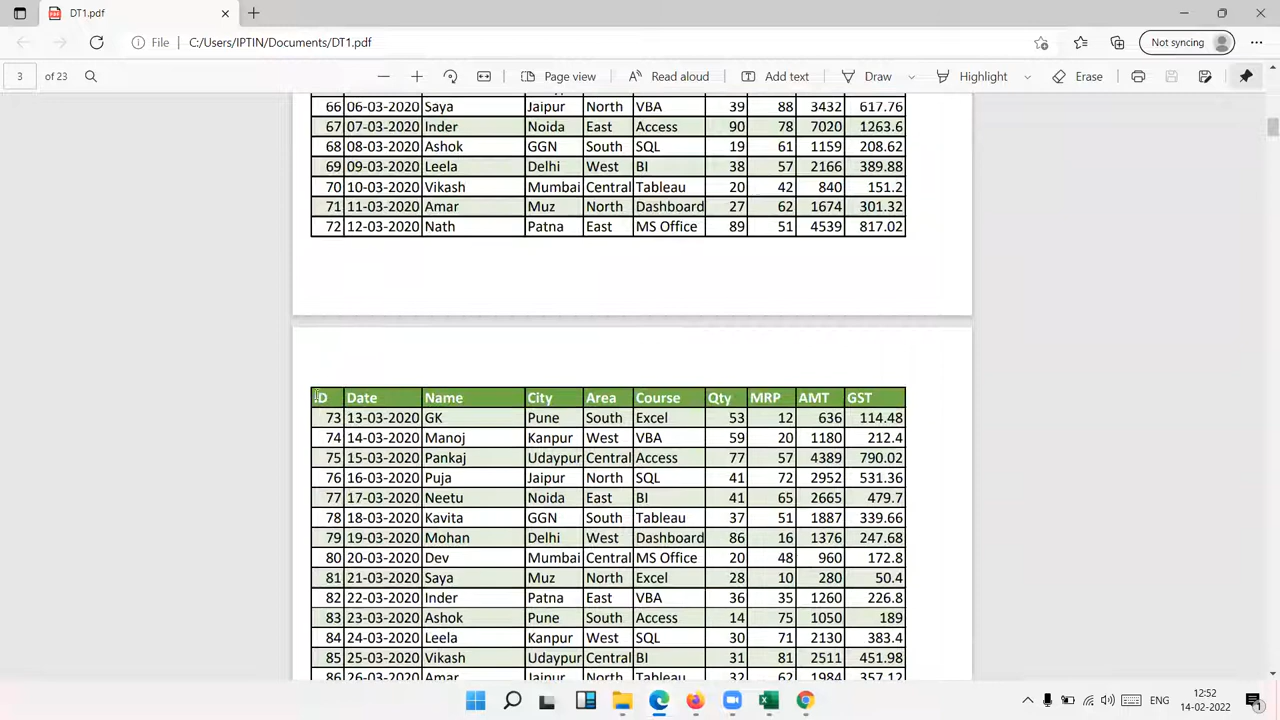 DT1.pdf
File C:/Users/IPTIN/Documents/DT1.pdf Not syncing
3 of 23 Page view Read aloud Add text Draw Highlight Erase
66 06-03-2020 Saya Jaipur North VBA 39 88 3432 617.76
67 07-03-2020 Inder Noida East Access 90 78 7020 1263.6
68 08-03-2020 Ashok GGN South SQL 19 61 1159 208.62
69 09-03-2020 Leela Delhi West BI 38 57 2166 389.88
70 10-03-2020 Vikash Mumbai Central Tableau 20 42 840 151.2
71 11-03-2020 Amar Muz North Dashboard 27 62 1674 301.32
72 12-03-2020 Nath Patna East MS Office 89 51 4539 817.02
ID Date Name City Area Course Qty MRP AMT GST
73 13-03-2020 GK Pune South Excel 53 12 636 114.48
74 14-03-2020 Manoj Kanpur West VBA 59 20 1180 212.4
75 15-03-2020 Pankaj Udaypur Central Access 77 57 4389 790.02
76 16-03-2020 Puja Jaipur North SQL 41 72 2952 531.36
77 17-03-2020 Neetu Noida East BI 41 65 2665 479.7
78 18-03-2020 Kavita GGN South Tableau 37 51 1887 339.66
79 19-03-2020 Mohan Delhi West Dashboard 86 16 1376 247.68
80 20-03-2020 Dev Mumbai Central MS Office 20 48 960 172.8
81 21-03-2020 Saya Muz North Excel 28 10 280 50.4
82 22-03-2020 Inder Patna East VBA 36 35 1260 226.8
83 23-03-2020 Ashok Pune South Access 14 75 1050 189
84 24-03-2020 Leela Kanpur West SQL 30 71 2130 383.4
85 25-03-2020 Vikash Udaypur Central BI 31 81 2511 451.98
86 26-03-2020 Amar Jaipur North Tableau 32 62 1984 357.12
ENG 12:52
14-02-2022